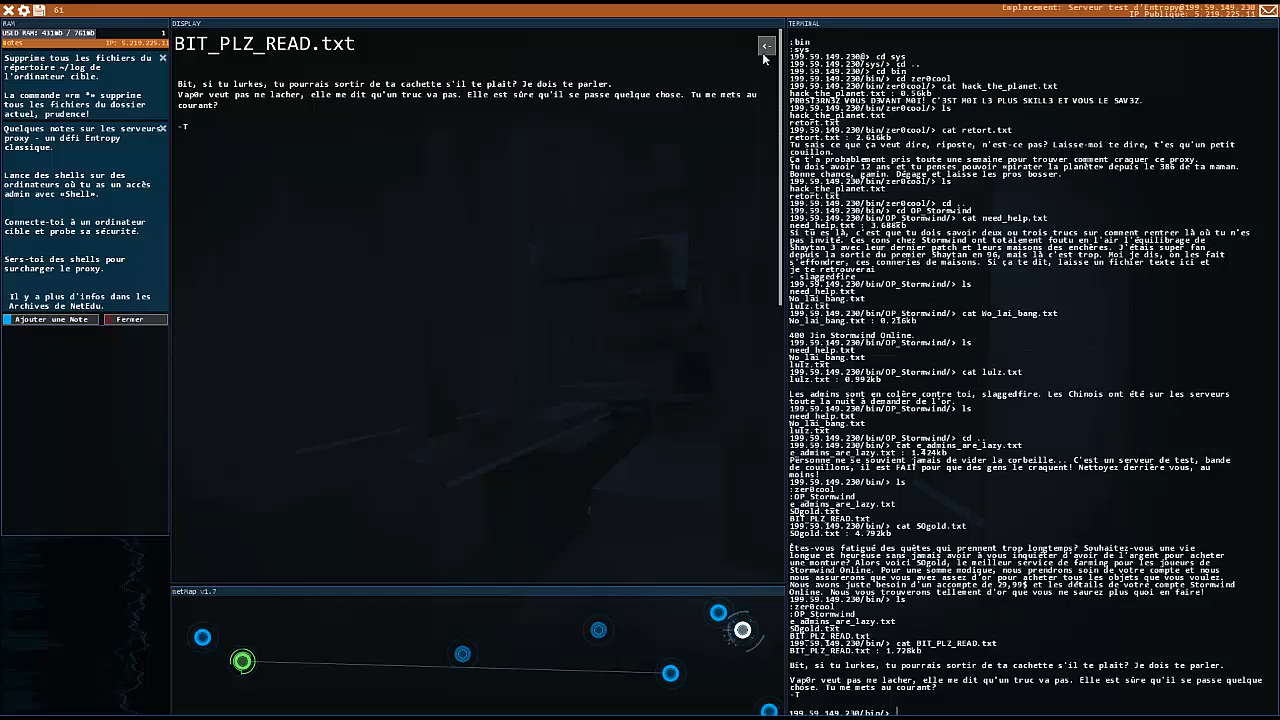 61
Emplacement: Serveur test d'Entropy@199.59.149.230
IP Publique: 5.219.225.11
RAM
USED RAM: 431mb / 761mb 1
Notes IP: 5.219.225.11
Supprime tous les fichiers du
répertoire ~/log de
l'ordinateur cible.
La commande «rm *» supprime
tous les fichiers du dossier
actuel, prudence!
Quelques notes sur les serveurs
proxy - un défi Entropy
classique.
Lance des shells sur des
ordinateurs où tu as un accès
admin avec «Shell».
Connecte-toi à un ordinateur
cible et probe sa sécurité.
Sers-toi des shells pour
surcharger le proxy.
Il y a plus d'infos dans les
Archives de NetEdu.
Ajouter une Note Fermer
DISPLAY
BIT_PLZ_READ.txt
<-
Bit, si tu lurkes, tu pourrais sortir de ta cachette s'il te plaît? Je dois te parler.
Vap0r veut pas me lacher, elle me dit qu'un truc va pas. Elle est sûre qu'il se passe quelque chose. Tu me mets au
courant?
-T
netMap v1.7
TERMINAL
:bin
:sys
199.59.149.230@> cd sys
199.59.149.230/sys/> cd ..
199.59.149.230@> cd bin
199.59.149.230/bin/> cd zer0cool
199.59.149.230/bin/zer0cool/> cat hack_the_planet.txt
hack_the_planet.txt : 0.56kb
PR0ST3RN3Z V0US D3VANT M0I! C'3ST M0I L3 PLUS SKILL3 ET V0US LE SAV3Z.
199.59.149.230/bin/zer0cool/> ls
hack_the_planet.txt
retort.txt
199.59.149.230/bin/zer0cool/> cat retort.txt
retort.txt : 2.616kb
Tu sais ce que ça veut dire, riposte, n'est-ce pas? Laisse-moi te dire, t'es qu'un petit
couillon.
Ça t'a probablement pris toute une semaine pour trouver comment craquer ce proxy.
Tu dois avoir 12 ans et tu penses pouvoir «pirater la planète» depuis le 386 de ta maman.
Bonne chance, gamin. Dégage et laisse les pros bosser.
199.59.149.230/bin/zer0cool/> ls
hack_the_planet.txt
retort.txt
199.59.149.230/bin/zer0cool/> cd ..
199.59.149.230/bin/> cd OP_Stormwind
199.59.149.230/bin/OP_Stormwind/> cat need_help.txt
need_help.txt : 3.688kb
Si tu es là, c'est que tu dois savoir deux ou trois trucs sur comment rentrer là où tu n'es
pas invité. Ces cons chez Stormwind ont totalement foutu en l'air l'équilibrage de
Shaytan 3 avec leur dernier patch et leurs maisons des enchères. J'étais super fan
depuis la sortie du premier Shaytan en 96, mais là c'est trop. Moi je dis, on les fait
s'effondrer, ces conneries de maisons. Si ça te dit, laisse un fichier texte ici et
je te retrouverai
- slaggedfire
199.59.149.230/bin/OP_Stormwind/> ls
need_help.txt
Wo_lai_bang.txt
lulz.txt
199.59.149.230/bin/OP_Stormwind/> cat Wo_lai_bang.txt
Wo_lai_bang.txt : 0.216kb
400 Jin Stormwind Online.
199.59.149.230/bin/OP_Stormwind/> ls
need_help.txt
Wo_lai_bang.txt
lulz.txt
199.59.149.230/bin/OP_Stormwind/> cat lulz.txt
lulz.txt : 0.992kb
Les admins sont en colère contre toi, slaggedfire. Les Chinois ont été sur les serveurs
toute la nuit à demander de l'or.
199.59.149.230/bin/OP_Stormwind/> ls
need_help.txt
Wo_lai_bang.txt
lulz.txt
199.59.149.230/bin/OP_Stormwind/> cd ..
199.59.149.230/bin/> cat e_admins_are_lazy.txt
e_admins_are_lazy.txt : 1.424kb
Personne ne se souvient jamais de vider la corbeille... C'est un serveur de test, bande
de couillons, il est FAIT pour que des gens le craquent! Nettoyez derrière vous, au
moins!
199.59.149.230/bin/> ls
:zer0cool
:OP_Stormwind
e_admins_are_lazy.txt
SOgold.txt
BIT_PLZ_READ.txt
199.59.149.230/bin/> cat SOgold.txt
SOgold.txt : 4.792kb
Êtes-vous fatigué des quêtes qui prennent trop longtemps? Souhaitez-vous une vie
longue et heureuse sans jamais avoir à vous inquiéter d'avoir de l'argent pour acheter
une monture? Alors voici SOgold, le meilleur service de farming pour les joueurs de
Stormwind Online. Pour une somme modique, nous prendrons soin de votre compte et nous
nous assurerons que vous avez assez d'or pour acheter tous les objets que vous voulez.
Nous avons juste besoin d'un accompte de 29,99$ et les détails de votre compte Stormwind
Online. Nous vous trouverons tellement d'or que vous ne saurez plus quoi en faire!
199.59.149.230/bin/> ls
:zer0cool
:OP_Stormwind
e_admins_are_lazy.txt
SOgold.txt
BIT_PLZ_READ.txt
199.59.149.230/bin/> cat BIT_PLZ_READ.txt
BIT_PLZ_READ.txt : 1.728kb
Bit, si tu lurkes, tu pourrais sortir de ta cachette s'il te plaît? Je dois te parler.
Vap0r veut pas me lacher, elle me dit qu'un truc va pas. Elle est sûre qu'il se passe quelque
chose. Tu me mets au courant?
-T
199.59.149.230/bin/>